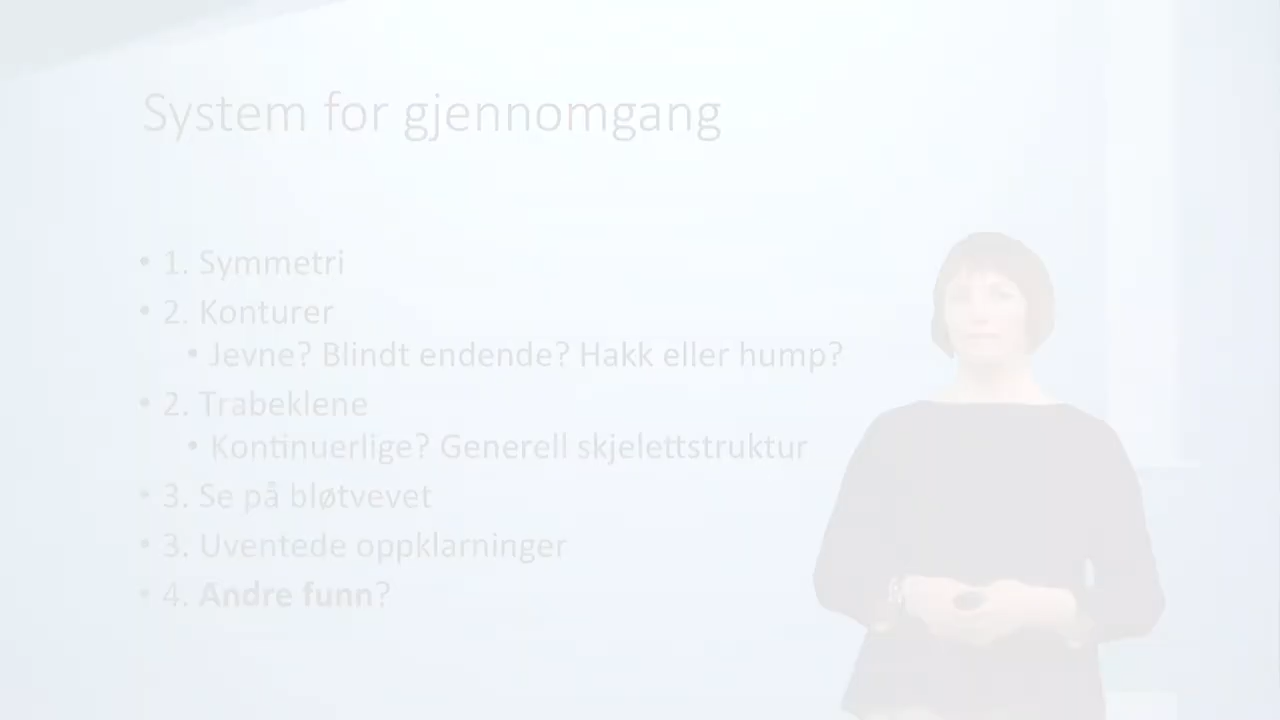 System for gjennomgang
• 1. Symmetri
• 2. Konturer
• Jevne? Blindt endende? Hakk eller hump?
• 2. Trabeklene
• Kontinuerlige? Generell skjelettstruktur
• 3. Se på bløtvevet
• 3. Uventede oppklarninger
• 4. Andre funn?